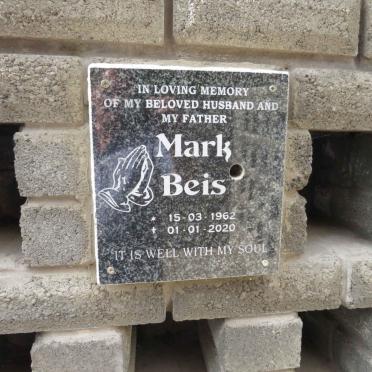 IN LOVING MEMORY
OF MY BELOVED HUSBAND AND
MY FATHER
Mark
Beis
* 15-03-1962
† 01-01-2020
IT IS WELL WITH MY SOUL